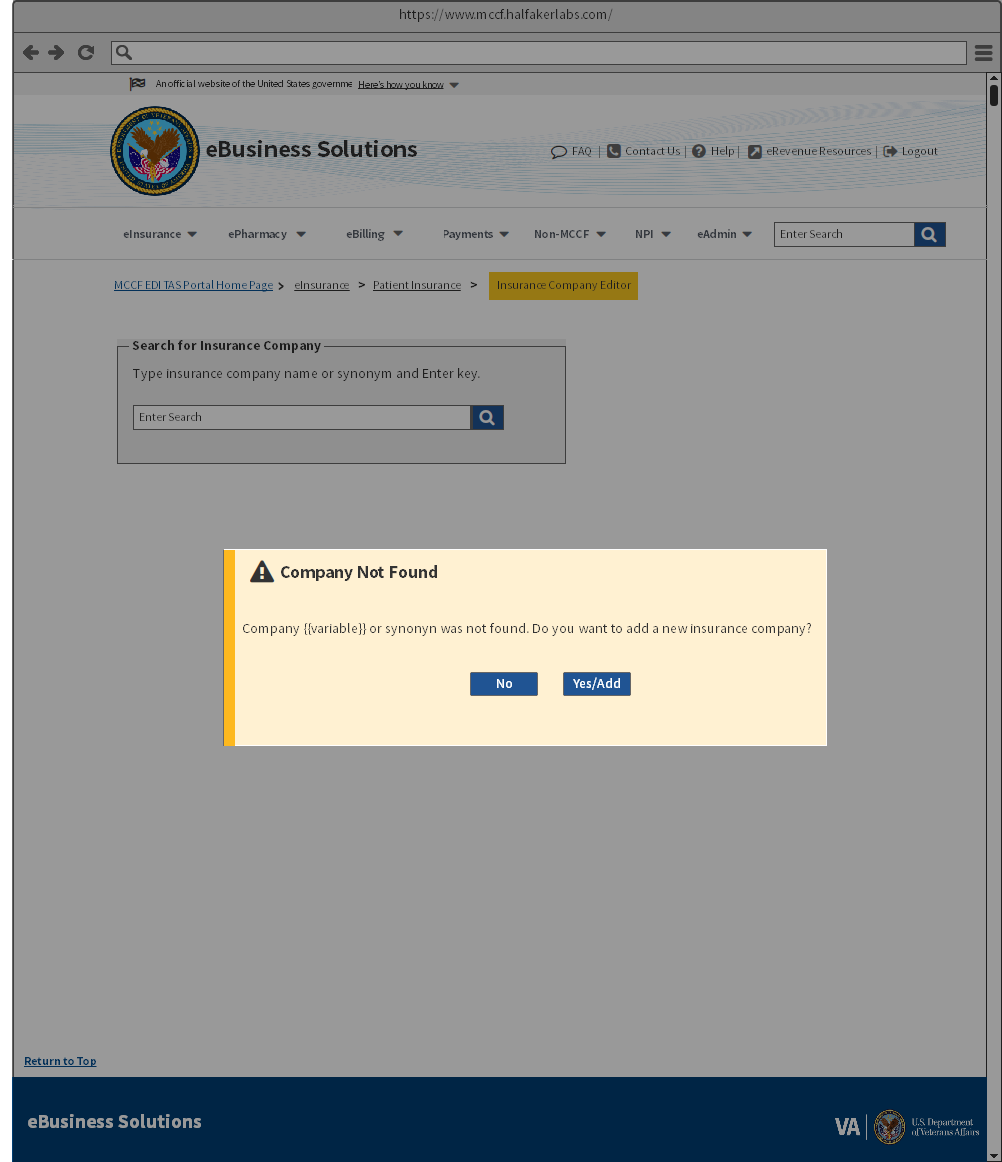 https://www.mccf.halfakerlabs.com/
An official website of the United States governme Here's how you know
eBusiness Solutions
FAQ | Contact Us | Help | eRevenue Resources | Logout
eInsurance ePharmacy eBilling Payments Non-MCCF NPI eAdmin Enter Search
MCCF EDI TAS Portal Home Page > eInsurance > Patient Insurance > Insurance Company Editor
Search for Insurance Company
Type insurance company name or synonym and Enter key.
Enter Search
Company Not Found
Company {{variable}} or synonyn was not found. Do you want to add a new insurance company?
No Yes/Add
Return to Top
eBusiness Solutions
VA | U.S. Department
of Veterans Affairs